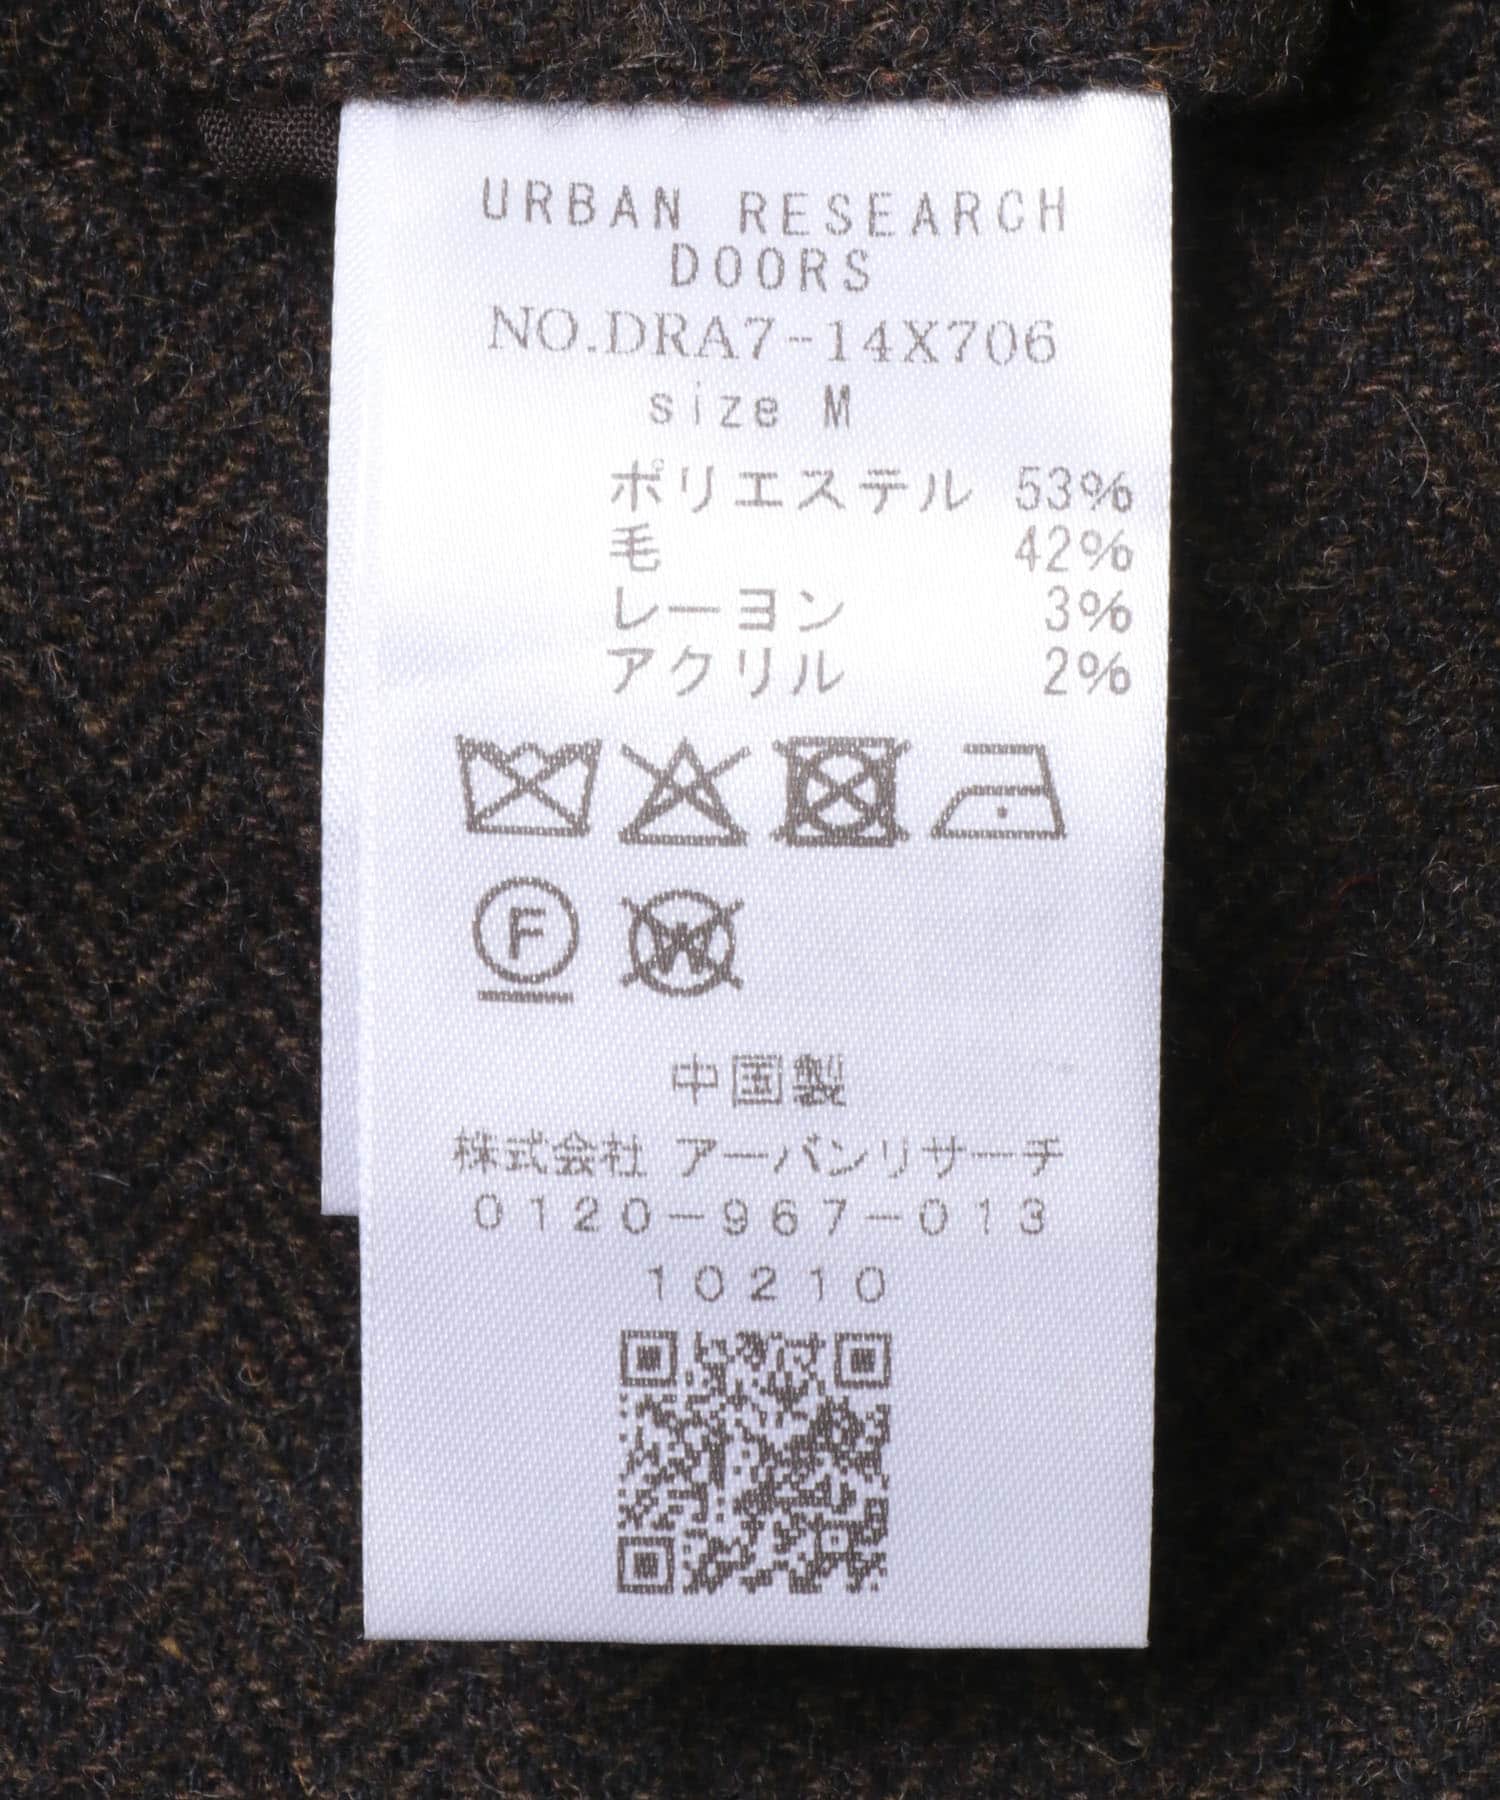 URBAN RESEARCH
DOORS
NO.DRA7-14X706
size M
ポリエステル 53%
毛 42%
レーヨン 3%
アクリル 2%
F
W
中国製
株式会社 アーバンリサーチ
0120-967-013
10210